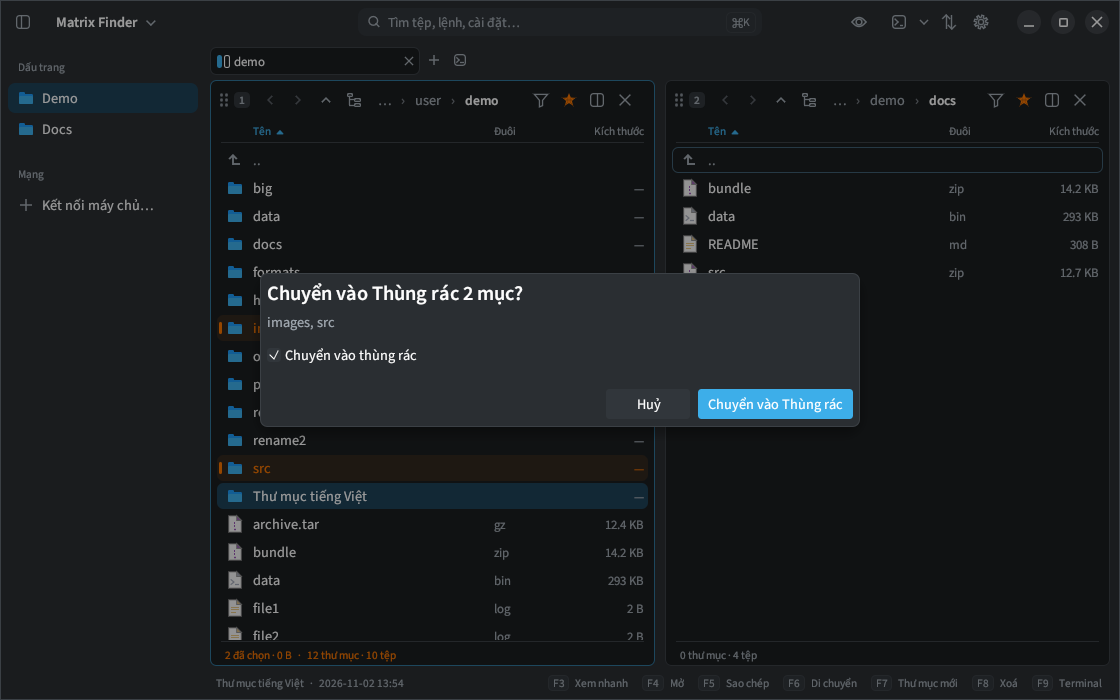 Matrix Finder
Tìm tệp, lệnh, cài đặt…
⌘K
Dấu trang
Demo
Docs
Mạng
Kết nối máy chủ…
demo
1 … › user › demo
Tên Đuôi Kích thước
..
big —
data —
docs —
formats
rename2 —
src —
Thư mục tiếng Việt —
archive.tar gz 12.4 KB
bundle zip 14.2 KB
data bin 293 KB
file1 log 2 B
file2 log 2 B
2 đã chọn · 0 B · 12 thư mục · 10 tệp
2 … › demo › docs
Tên Đuôi Kích thước
..
bundle zip 14.2 KB
data bin 293 KB
README md 308 B
src zip 12.7 KB
0 thư mục · 4 tệp
Chuyển vào Thùng rác 2 mục?
images, src
Chuyển vào thùng rác
Huỷ
Chuyển vào Thùng rác
Thư mục tiếng Việt · 2026-11-02 13:54
F3 Xem nhanh F4 Mở F5 Sao chép F6 Di chuyển F7 Thư mục mới F8 Xoá F9 Terminal